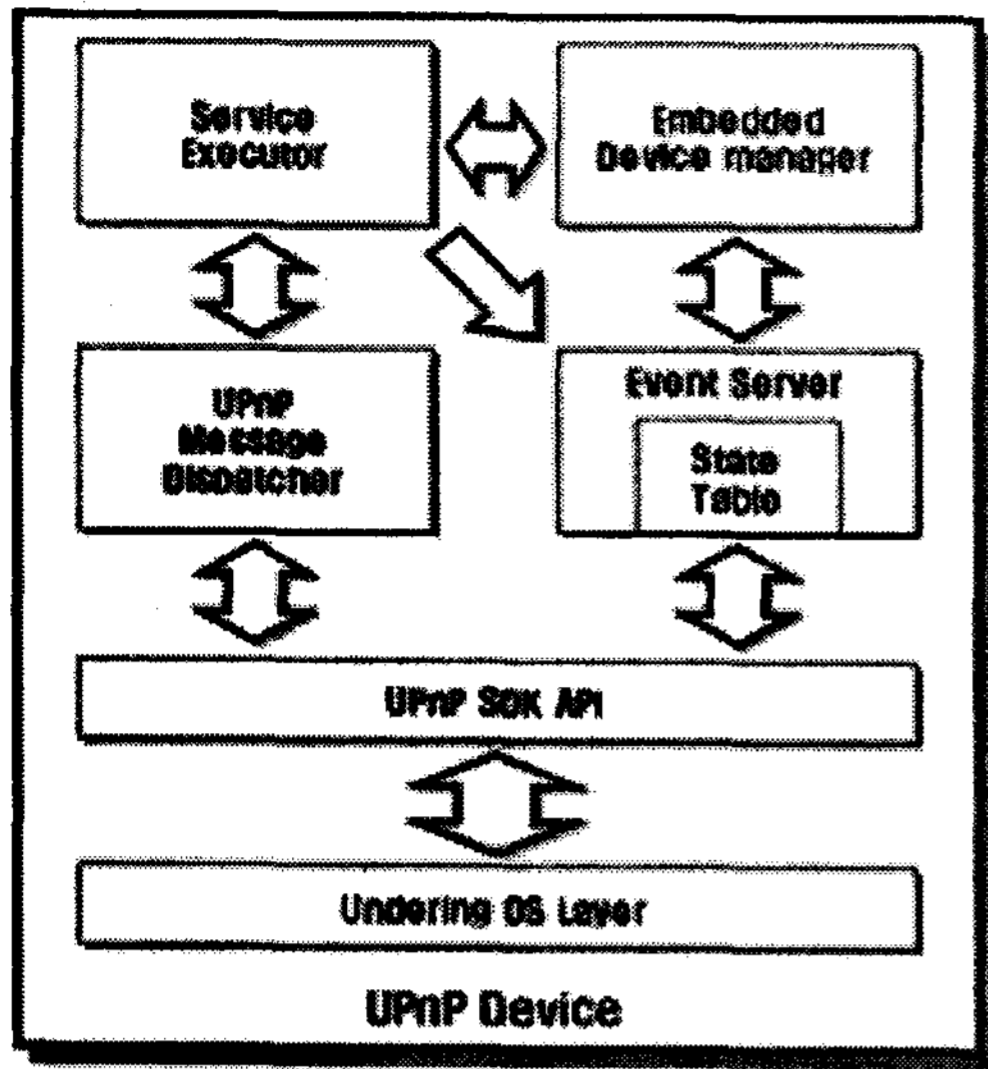 Service
Executor
Embedded
Device manager
UPnP
Message
Dispatcher
Event Server
State
Table
UPnP SDK API
Undering OS Layer
UPnP Device